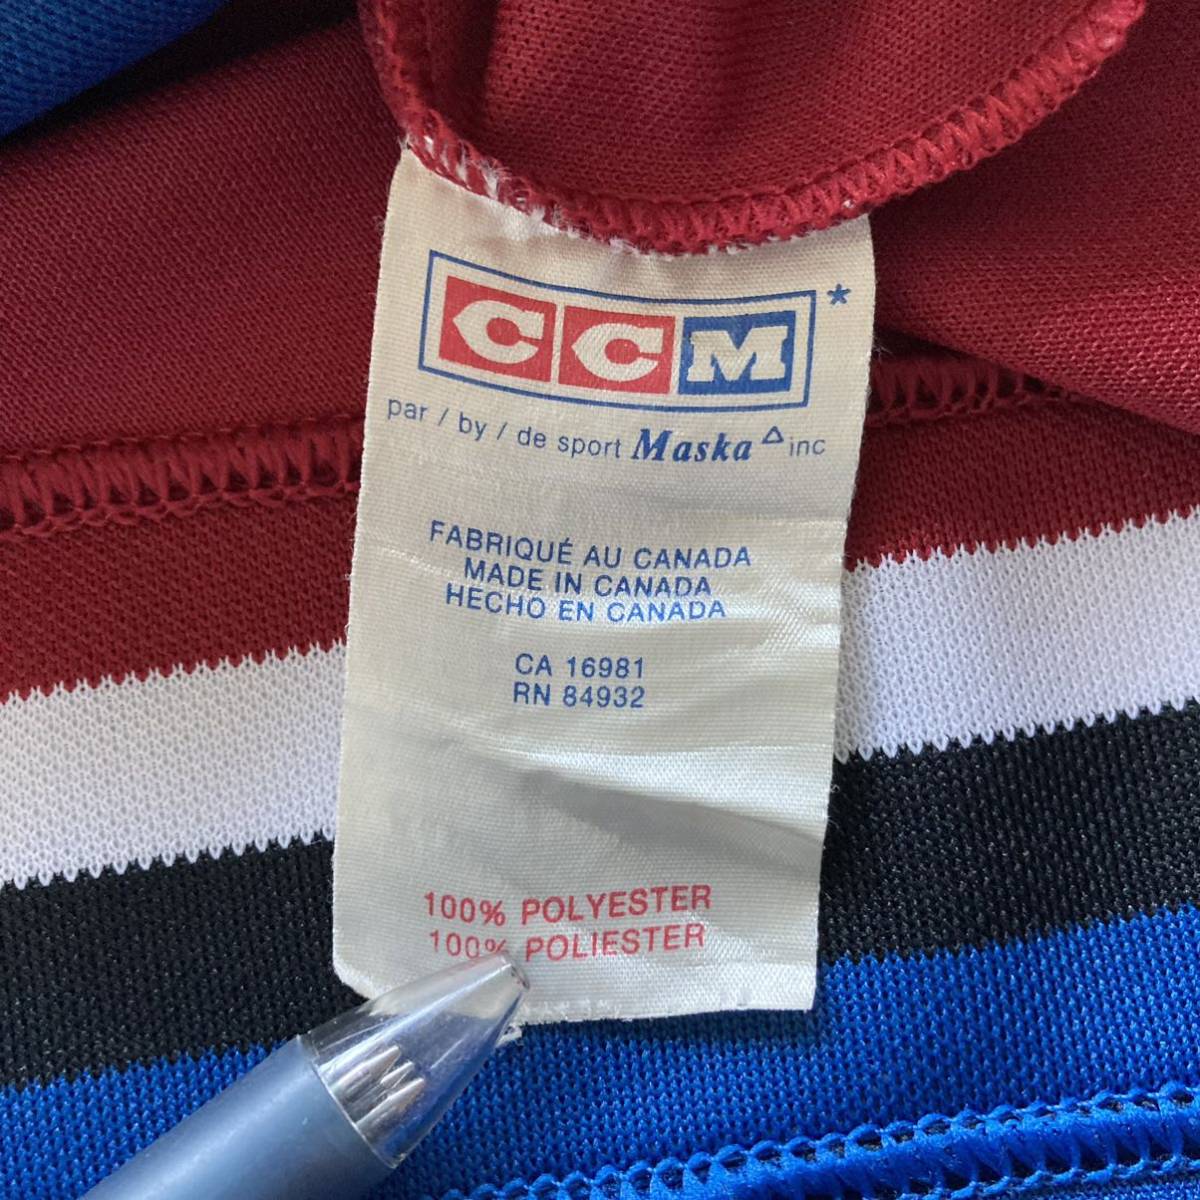 CCM*
par / by / de sport Maska △ inc
FABRIQUÉ AU CANADA
MADE IN CANADA
HECHO EN CANADA
CA 16981
RN 84932
100% POLYESTER
100% POLIESTER